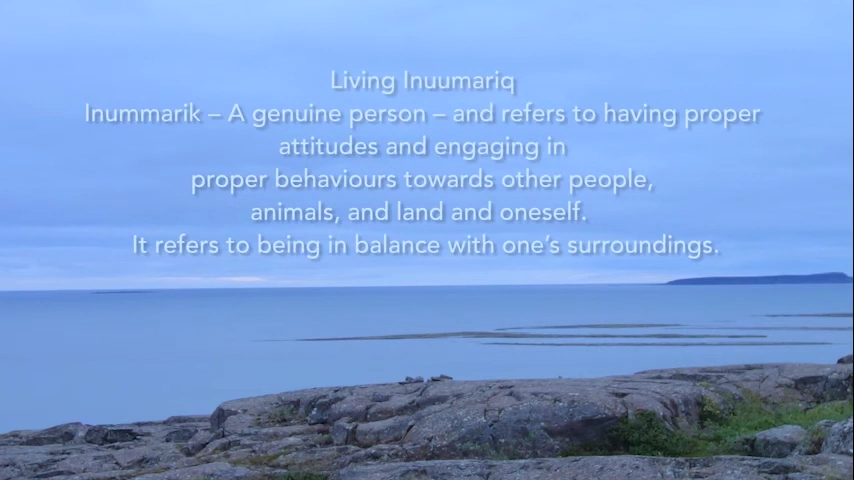 Living Inuumariq
Inummarik – A genuine person – and refers to having proper
attitudes and engaging in
proper behaviours towards other people,
animals, and land and oneself.
It refers to being in balance with one's surroundings.